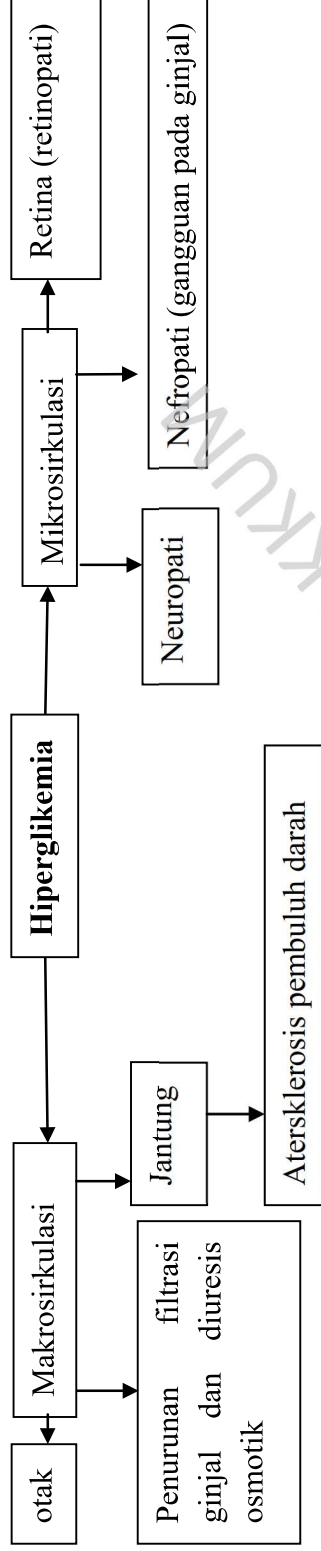 Hiperglikemia
Makrosirkulasi
Mikrosirkulasi
otak
Retina (retinopati)
Penurunan filtrasi
ginjal dan diuresis
osmotik
Jantung
Neuropati
Nefropati (gangguan pada ginjal)
Atersklerosis pembuluh darah